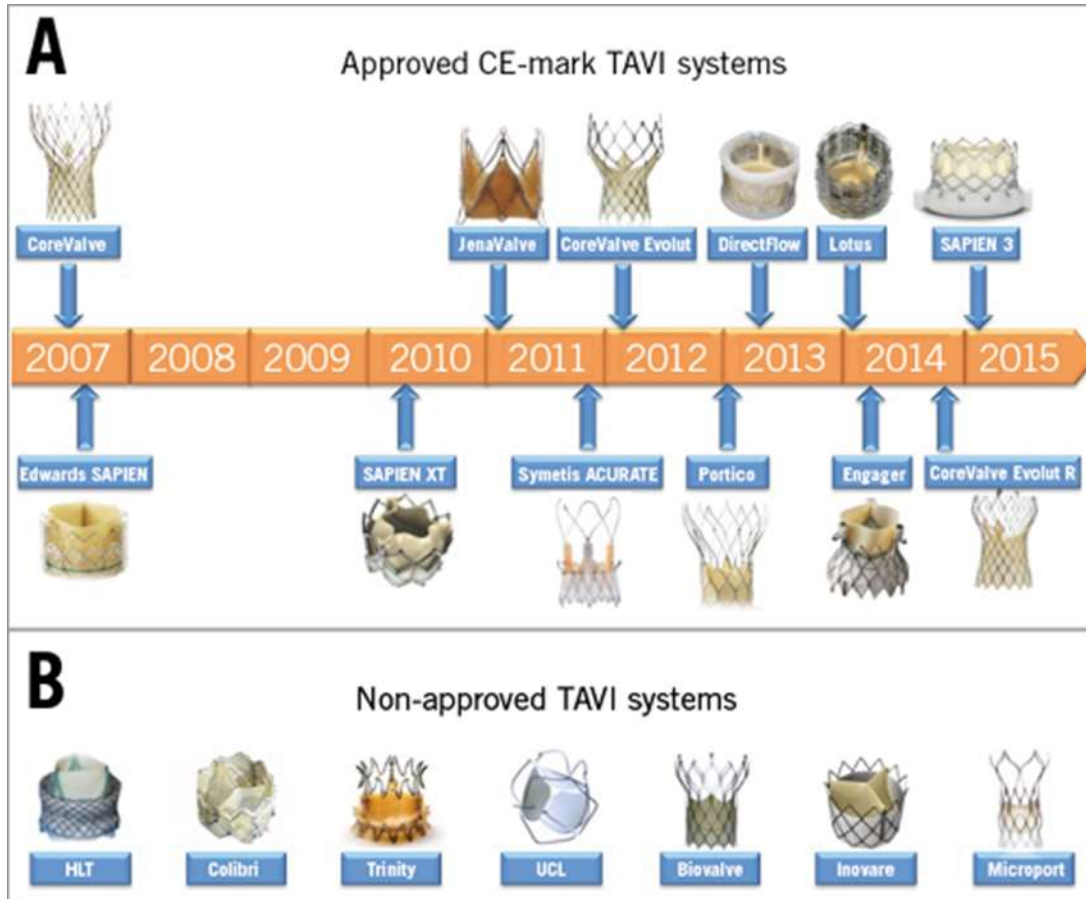 A
Approved CE-mark TAVI systems
CoreValve
JenaValve
CoreValve Evolut
DirectFlow
Lotus
SAPIEN 3
2007 2008 2009 2010 2011 2012 2013 2014 2015
Edwards SAPIEN
SAPIEN XT
Symetis ACURATE
Portico
Engager
CoreValve Evolut R
B
Non-approved TAVI systems
HLT
Colibri
Trinity
UCL
Biovalve
Inovare
Microport